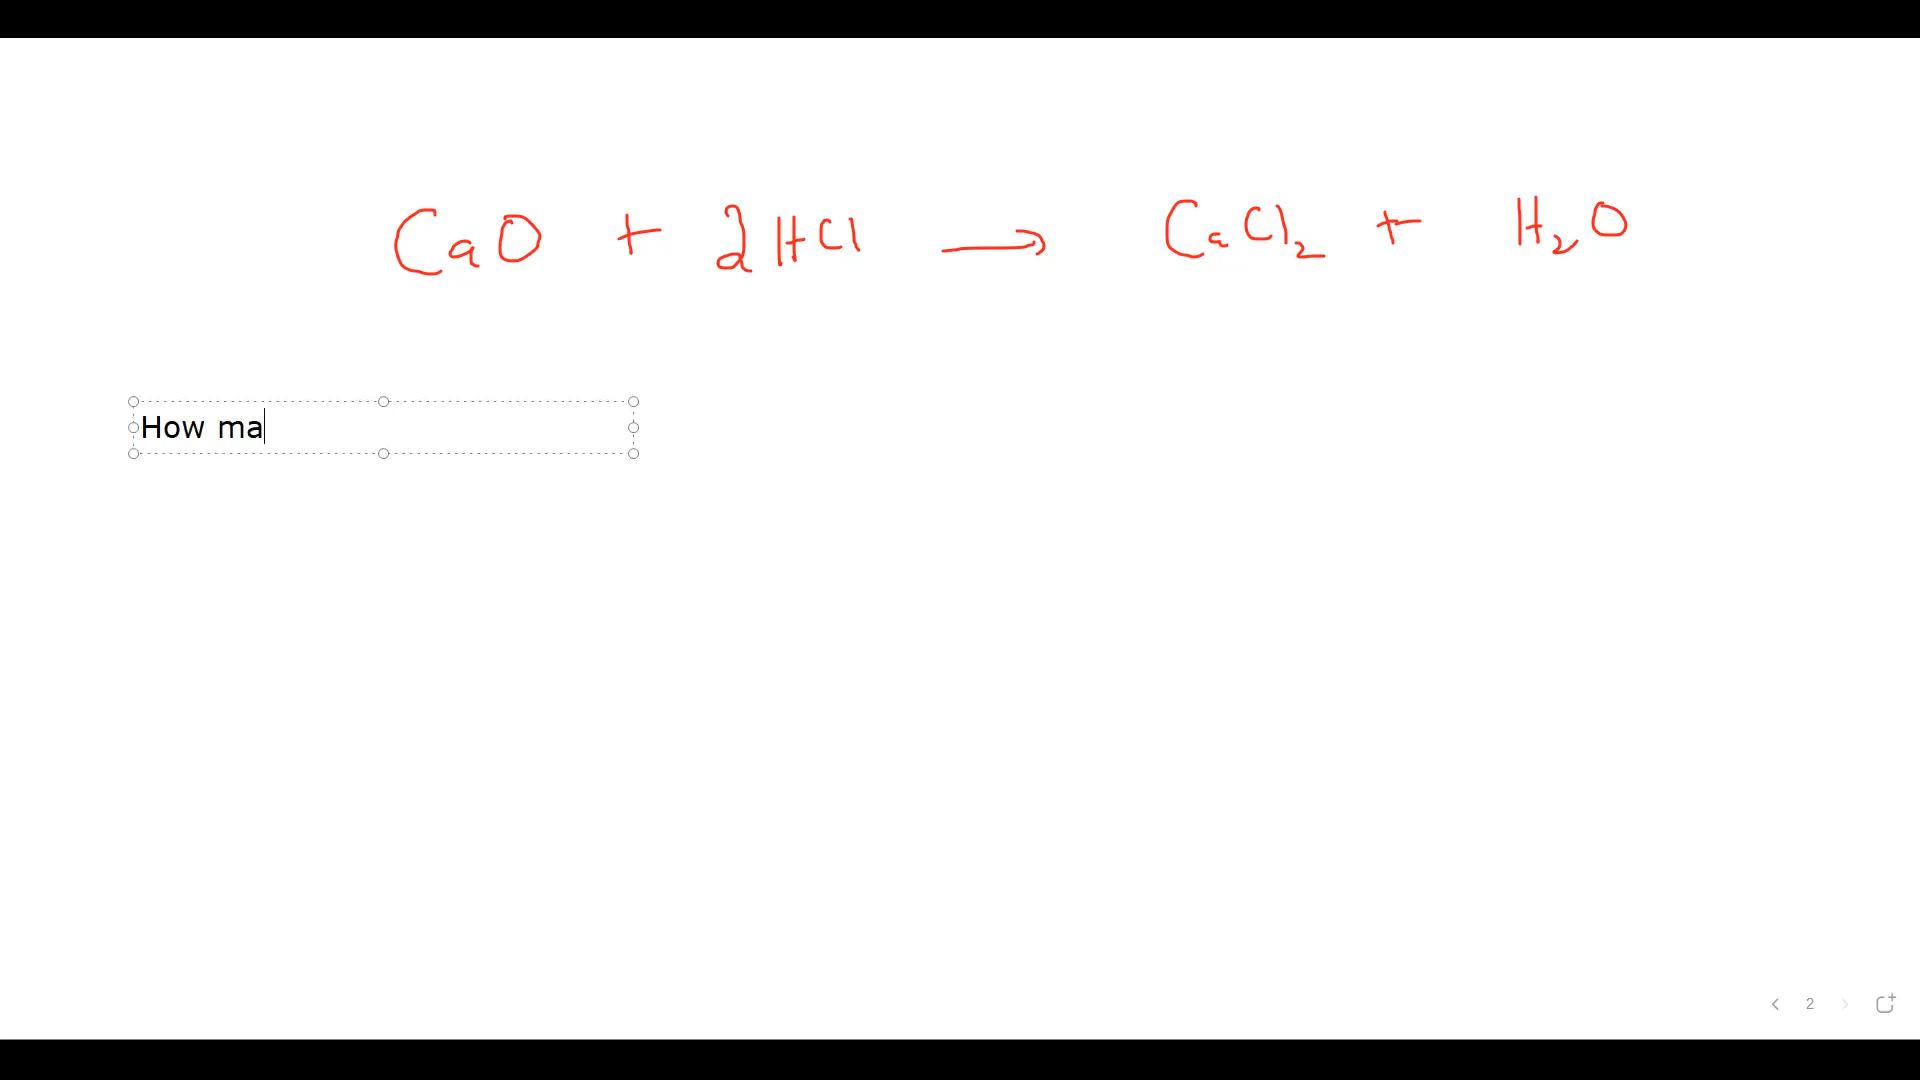 CaO + 2HCl → CaCl₂ + H₂O
How ma
2